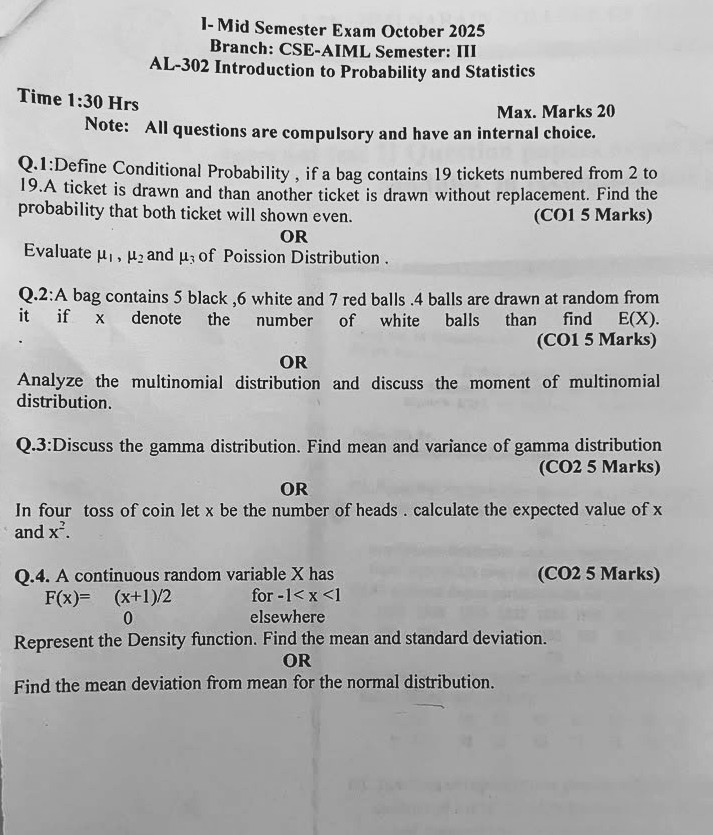 I- Mid Semester Exam October 2025
Branch: CSE-AIML Semester: III
AL-302 Introduction to Probability and Statistics
Time 1:30 Hrs
Max. Marks 20
Note: All questions are compulsory and have an internal choice.
Q.1:Define Conditional Probability , if a bag contains 19 tickets numbered from 2 to
19.A ticket is drawn and than another ticket is drawn without replacement. Find the
probability that both ticket will shown even. (CO1 5 Marks)
OR
Evaluate μ₁ , μ₂ and μ₃ of Poission Distribution .
Q.2:A bag contains 5 black ,6 white and 7 red balls .4 balls are drawn at random from
it if x denote the number of white balls than find E(X).
. (CO1 5 Marks)
OR
Analyze the multinomial distribution and discuss the moment of multinomial
distribution.
Q.3:Discuss the gamma distribution. Find mean and variance of gamma distribution
(CO2 5 Marks)
OR
In four toss of coin let x be the number of heads . calculate the expected value of x
and x².
Q.4. A continuous random variable X has (CO2 5 Marks)
F(x)= (x+1)/2 for -1< x <1
0 elsewhere
Represent the Density function. Find the mean and standard deviation.
OR
Find the mean deviation from mean for the normal distribution.